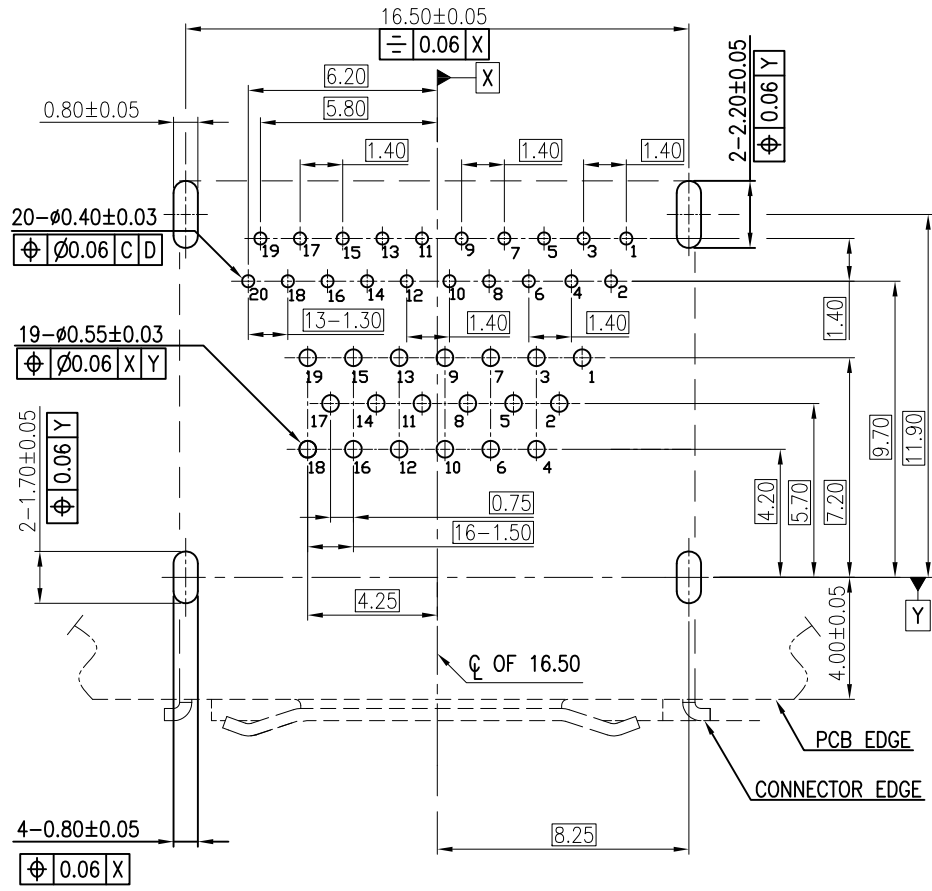 16.50±0.05
⌯ 0.06 X
6.20
X
5.80
0.80±0.05
2-2.20±0.05
⌖ 0.06 Y
1.40 1.40 1.40
20-ø0.40±0.03
⌖ Ø0.06 C D
19 17 15 13 11 9 7 5 3 1
20 18 16 14 12 10 8 6 4 2
13-1.30 1.40 1.40
1.40
19-ø0.55±0.03
⌖ Ø0.06 X Y
19 15 13 9 7 3 1
17 14 11 8 5 2
18 16 12 10 6 4
2-1.70±0.05
⌖ 0.06 Y
0.75
16-1.50
4.20
5.70
7.20
9.70
11.90
4.25
Y
4.00±0.05
℄ OF 16.50
PCB EDGE
CONNECTOR EDGE
4-0.80±0.05
⌖ 0.06 X
8.25